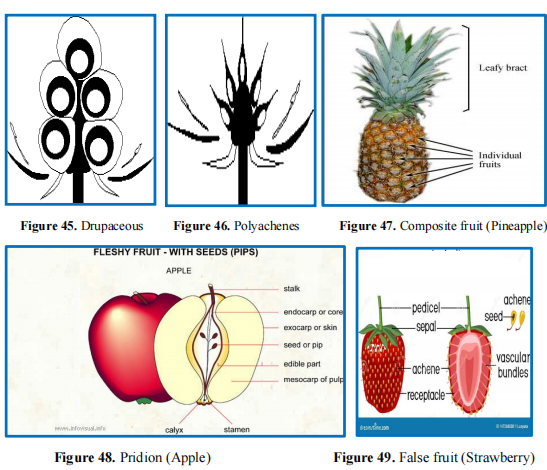 Leafy bract
Individual
fruits
Figure 45. Drupaceous
Figure 46. Polyachenes
Figure 47. Composite fruit (Pineapple)
FLESHY FRUIT - WITH SEEDS (PIPS)
APPLE
stalk
endocarp or core
exocarp or skin
seed or pip
edible part
mesocarp of pulp
calyx
stamen
www.infovisual.info
pedicel
sepal
achene
receptacle
achene
seed
vascular
bundles
Figure 48. Pridion (Apple)
Figure 49. False fruit (Strawberry)